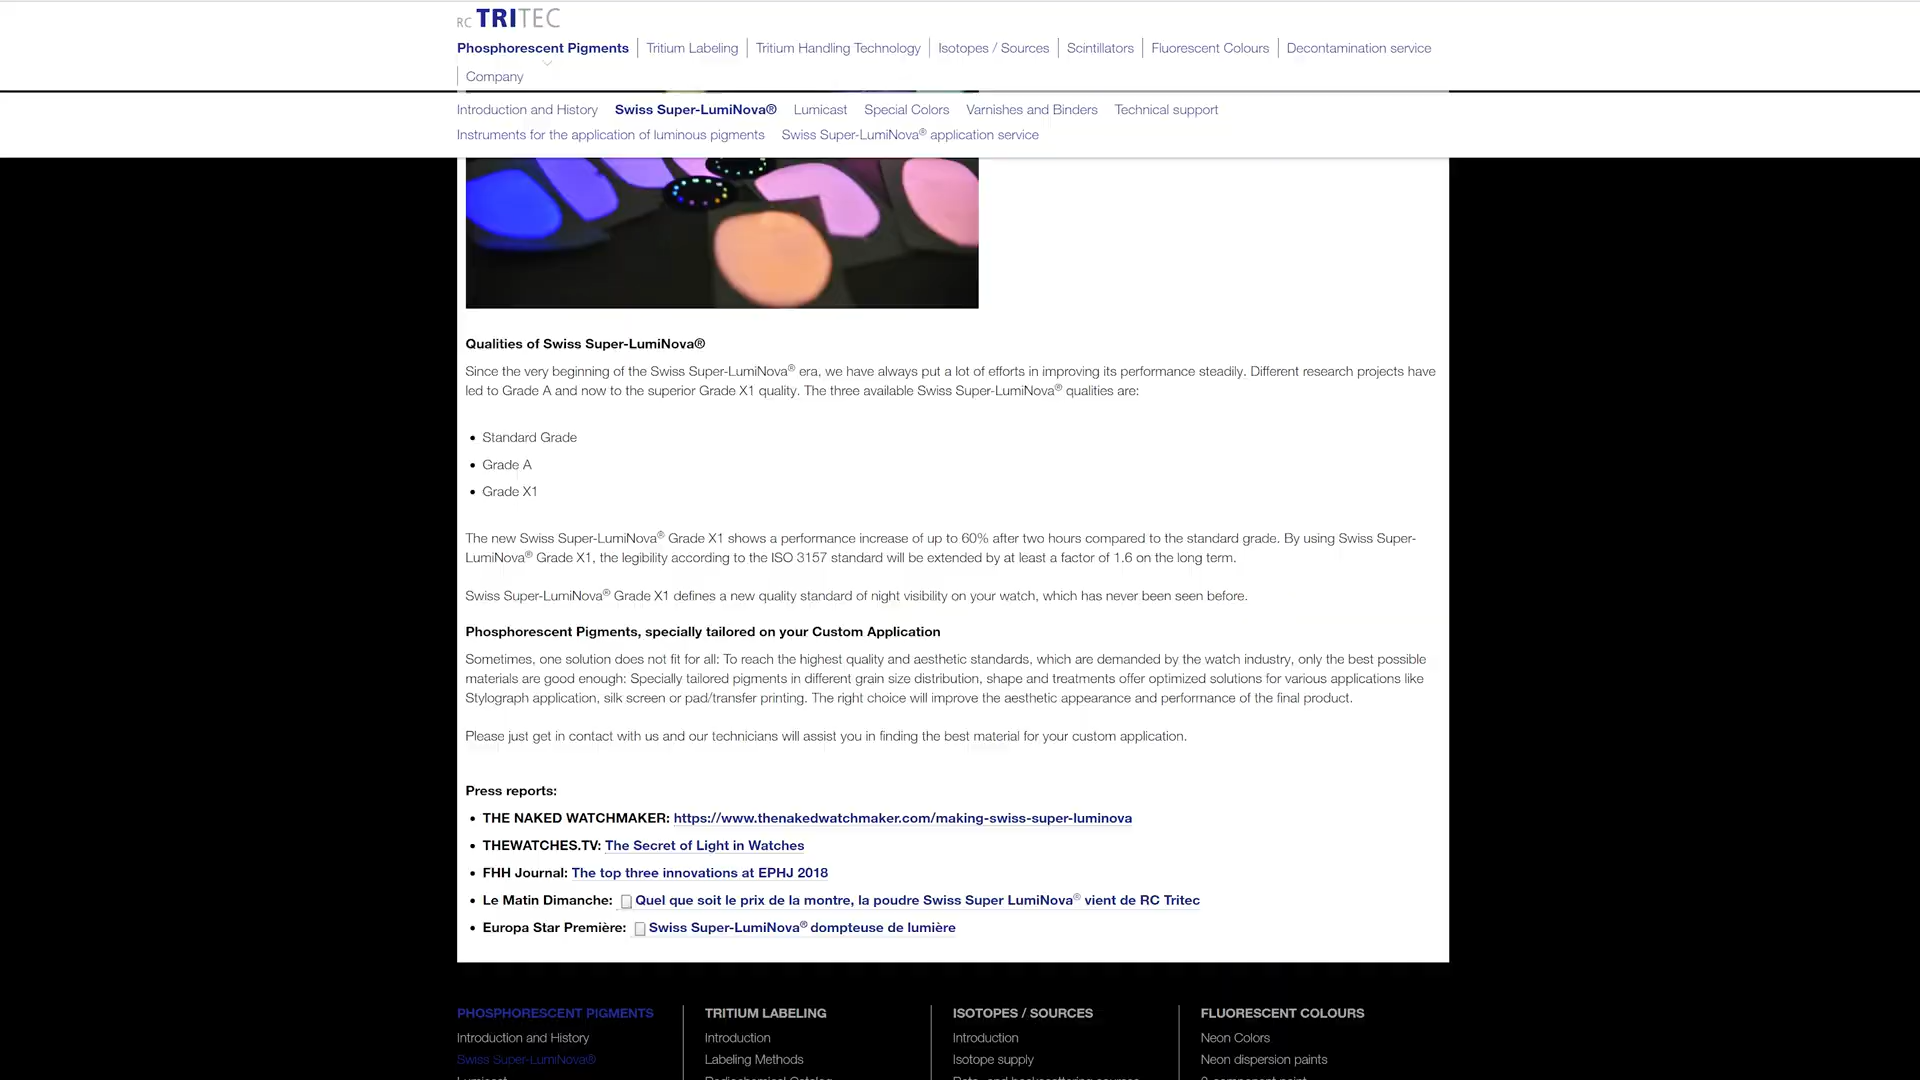 RC TRITEC
Phosphorescent Pigments
Tritium Labeling
Tritium Handling Technology
Isotopes / Sources
Scintillators
Fluorescent Colours
Decontamination service
Company
Introduction and History
Swiss Super-LumiNova®
Lumicast
Special Colors
Varnishes and Binders
Technical support
Instruments for the application of luminous pigments
Swiss Super-LumiNova® application service
Qualities of Swiss Super-LumiNova®
Since the very beginning of the Swiss Super-LumiNova® era, we have always put a lot of efforts in improving its performance steadily. Different research projects have
led to Grade A and now to the superior Grade X1 quality. The three available Swiss Super-LumiNova® qualities are:
• Standard Grade
• Grade A
• Grade X1
The new Swiss Super-LumiNova® Grade X1 shows a performance increase of up to 60% after two hours compared to the standard grade. By using Swiss Super-
LumiNova® Grade X1, the legibility according to the ISO 3157 standard will be extended by at least a factor of 1.6 on the long term.
Swiss Super-LumiNova® Grade X1 defines a new quality standard of night visibility on your watch, which has never been seen before.
Phosphorescent Pigments, specially tailored on your Custom Application
Sometimes, one solution does not fit for all: To reach the highest quality and aesthetic standards, which are demanded by the watch industry, only the best possible
materials are good enough: Specially tailored pigments in different grain size distribution, shape and treatments offer optimized solutions for various applications like
Stylograph application, silk screen or pad/transfer printing. The right choice will improve the aesthetic appearance and performance of the final product.
Please just get in contact with us and our technicians will assist you in finding the best material for your custom application.
Press reports:
• THE NAKED WATCHMAKER: https://www.thenakedwatchmaker.com/making-swiss-super-luminova
• THEWATCHES.TV: The Secret of Light in Watches
• FHH Journal: The top three innovations at EPHJ 2018
• Le Matin Dimanche: Quel que soit le prix de la montre, la poudre Swiss Super LumiNova® vient de RC Tritec
• Europa Star Première: Swiss Super-LumiNova® dompteuse de lumière
PHOSPHORESCENT PIGMENTS
Introduction and History
Swiss Super-LumiNova®
TRITIUM LABELING
Introduction
Labeling Methods
ISOTOPES / SOURCES
Introduction
Isotope supply
FLUORESCENT COLOURS
Neon Colors
Neon dispersion paints